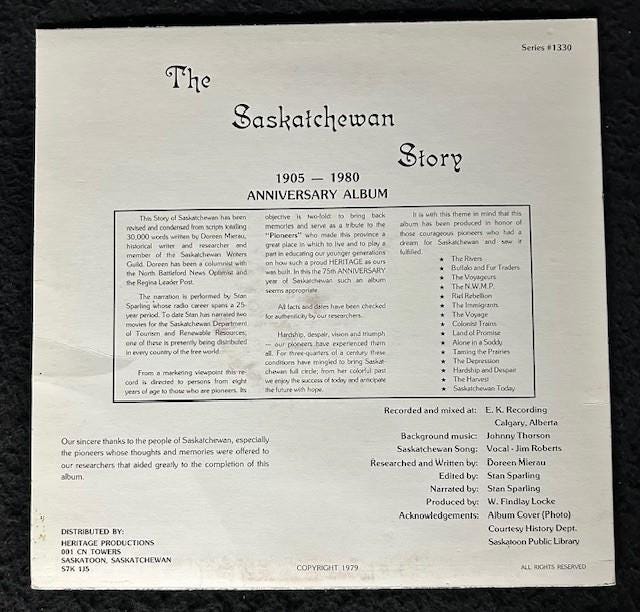 Series #1330
The
Saskatchewan
Story
1905 — 1980
ANNIVERSARY ALBUM
This Story of Saskatchewan has been
revised and condensed from scripts totalling
30,000 words written by Doreen Mierau,
historical writer and researcher and
member of the Saskatchewan Writers
Guild. Doreen has been a columnist with
the North Battleford News Optimist and
the Regina Leader Post.
The narration is performed by Stan
Sparling whose radio career spans a 25-
year period. To date Stan has narrated two
movies for the Saskatchewan Department
of Tourism and Renewable Resources;
one of these is presently being distributed
in every country of the free world.
From a marketing viewpoint this re-
cord is directed to persons from eight
years of age to those who are pioneers. Its
objective is two-fold: to bring back
memories and serve as a tribute to the
"Pioneers" who made this province a
great place in which to live and to play a
part in educating our younger generations
on how such a proud HERITAGE as ours
was built. In this the 75th ANNIVERSARY
year of Saskatchewan such an album
seems appropriate.
All facts and dates have been checked
for authenticity by our researchers.
Hardship, despair, vision and triumph
— our pioneers have experienced them
all. For three-quarters of a century these
conditions have mingled to bring Saskat-
chewan full circle; from her colorful past
we enjoy the success of today and anticipate
the future with hope.
It is with this theme in mind that this
album has been produced in honor of
those courageous pioneers who had a
dream for Saskatchewan and saw it
fulfilled.
★ The Rivers
★ Buffalo and Fur Traders
★ The Voyageurs
★ The N.W.M.P.
★ Riel Rebellion
★ The Immigrants
★ The Voyage
★ Colonist Trains
★ Land of Promise
★ Alone in a Soddy
★ Taming the Prairies
★ The Depression
★ Hardship and Despair
★ The Harvest
★ Saskatchewan Today
Recorded and mixed at: E. K. Recording
Calgary, Alberta
Background music: Johnny Thorson
Saskatchewan Song: Vocal - Jim Roberts
Researched and Written by: Doreen Mierau
Edited by: Stan Sparling
Narrated by: Stan Sparling
Produced by: W. Findlay Locke
Acknowledgements: Album Cover (Photo)
Courtesy History Dept.
Saskatoon Public Library
Our sincere thanks to the people of Saskatchewan, especially
the pioneers whose thoughts and memories were offered to
our researchers that aided greatly to the completion of this
album.
DISTRIBUTED BY:
HERITAGE PRODUCTIONS
001 CN TOWERS
SASKATOON, SASKATCHEWAN
S7K 1J5
COPYRIGHT 1979
ALL RIGHTS RESERVED